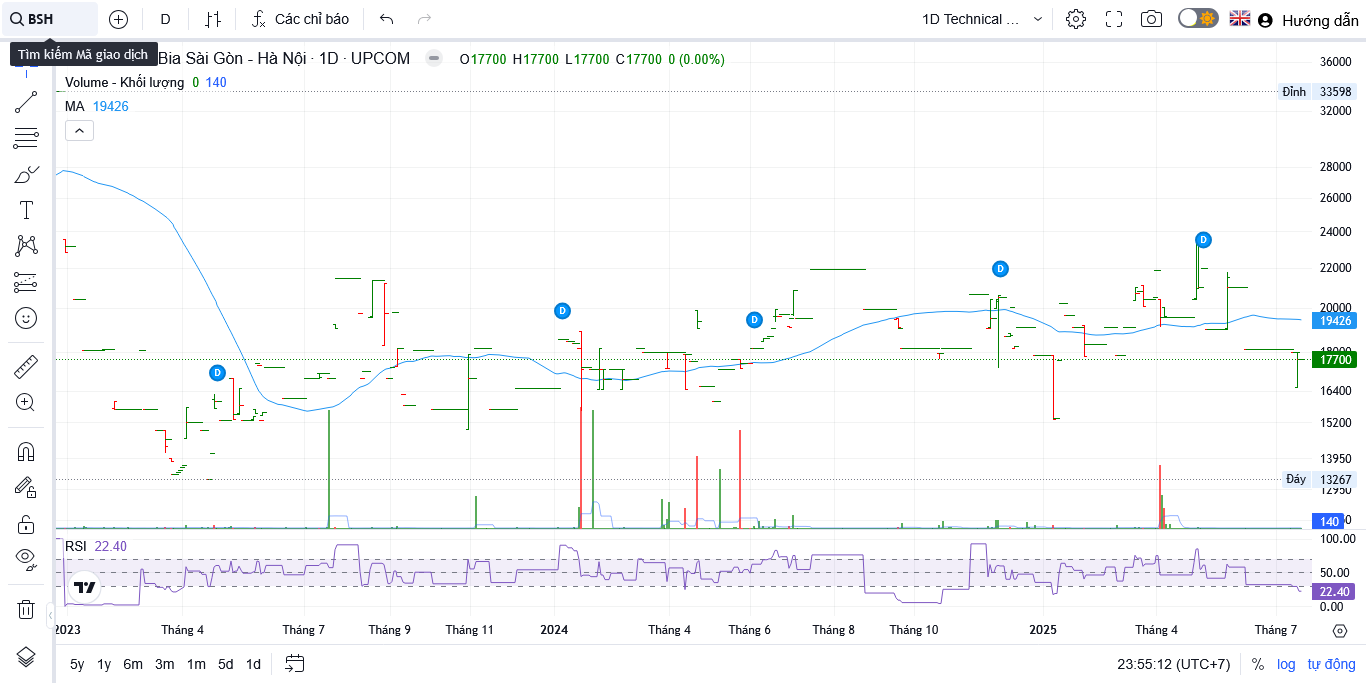 BSH
D
Các chỉ báo
1D Technical ...
Hướng dẫn
Tìm kiếm Mã giao dịch
Bia Sài Gòn - Hà Nội · 1D · UPCOM
O17700 H17700 L17700 C17700 0 (0.00%)
Volume - Khối lượng 0 140
MA 19426
36000
Đỉnh 33598
32000
28000
26000
24000
22000
20000
19426
17700
16400
15200
13950
Đáy 13267
12950
140
D
D
D
D
D
RSI 22.40
100.00
50.00
22.40
0.00
2023 Tháng 4 Tháng 7 Tháng 9 Tháng 11 2024 Tháng 4 Tháng 6 Tháng 8 Tháng 10 2025 Tháng 4 Tháng 7
5y 1y 6m 3m 1m 5d 1d
23:55:12 (UTC+7) % log tự động